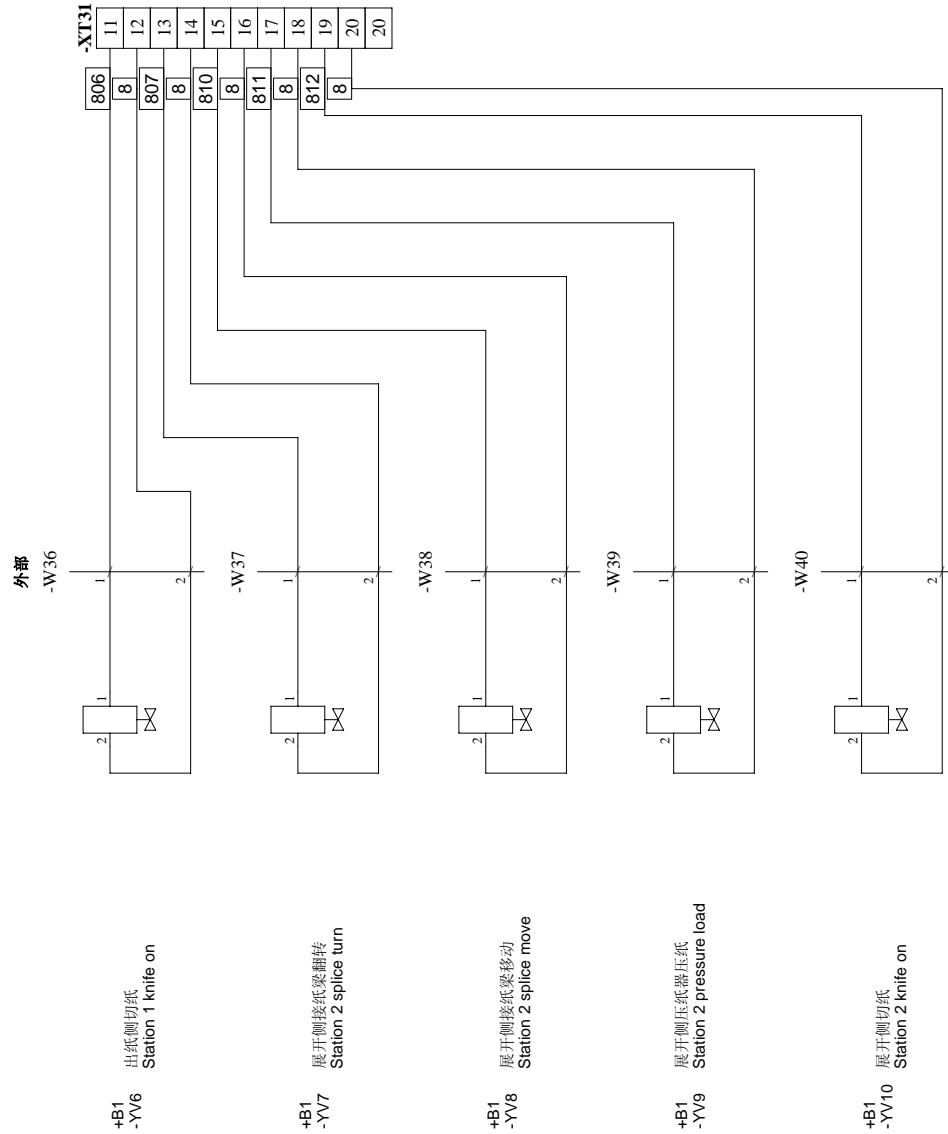 -XT31
11
12
13
14
15
16
17
18
19
20
20
806
8
807
8
810
8
811
8
812
8
外部
-W36
1
2
-W37
1
2
-W38
1
2
-W39
1
2
-W40
1
2
1
2
1
2
1
2
1
2
1
2
+B1
-YV6
出纸侧切纸
Station 1 knife on
+B1
-YV7
展开侧接纸梁翻转
Station 2 splice turn
+B1
-YV8
展开侧接纸梁移动
Station 2 splice move
+B1
-YV9
展开侧压纸器压纸
Station 2 pressure load
+B1
-YV10
展开侧切纸
Station 2 knife on